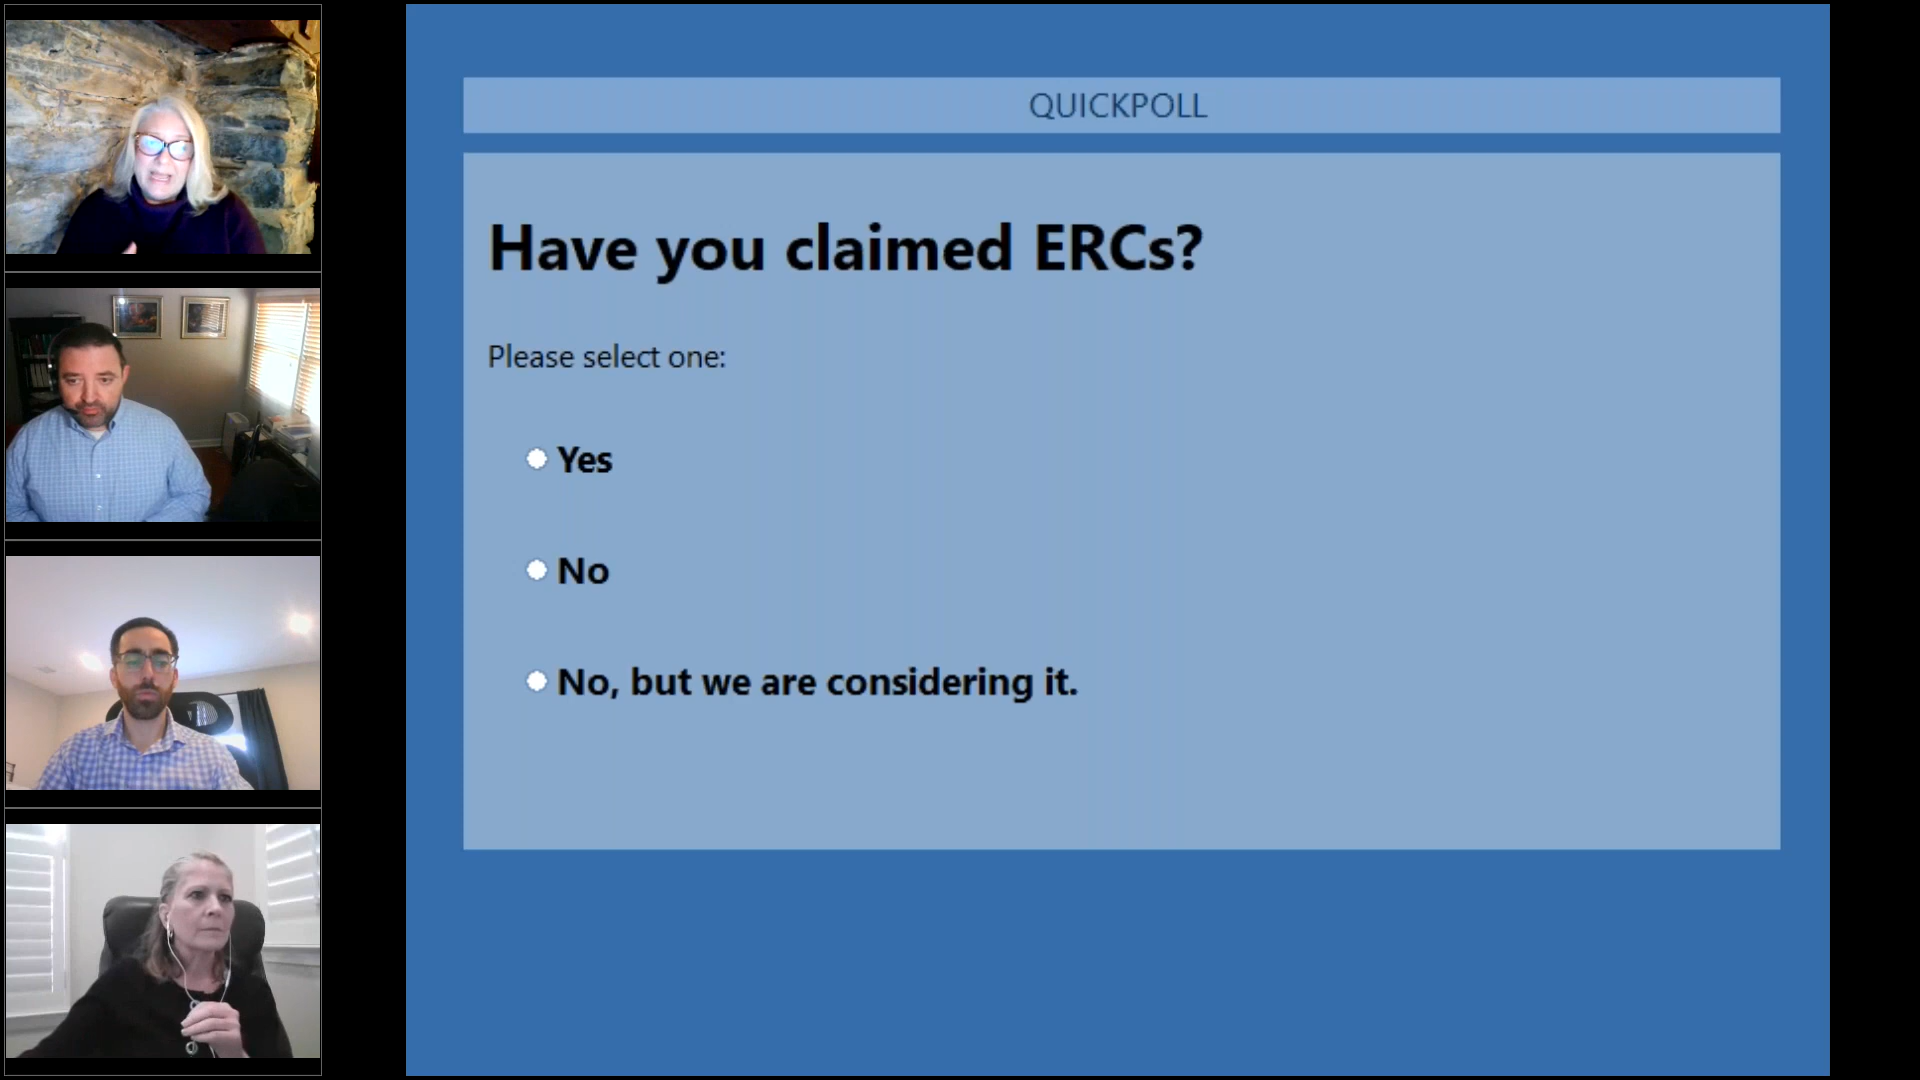 QUICKPOLL
Have you claimed ERCs?
Please select one:
Yes
No
No, but we are considering it.